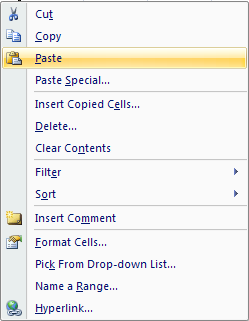 Cut
Copy
Paste
Paste Special...
Insert Copied Cells...
Delete...
Clear Contents
Filter
Sort
Insert Comment
Format Cells...
Pick From Drop-down List...
Name a Range...
Hyperlink...